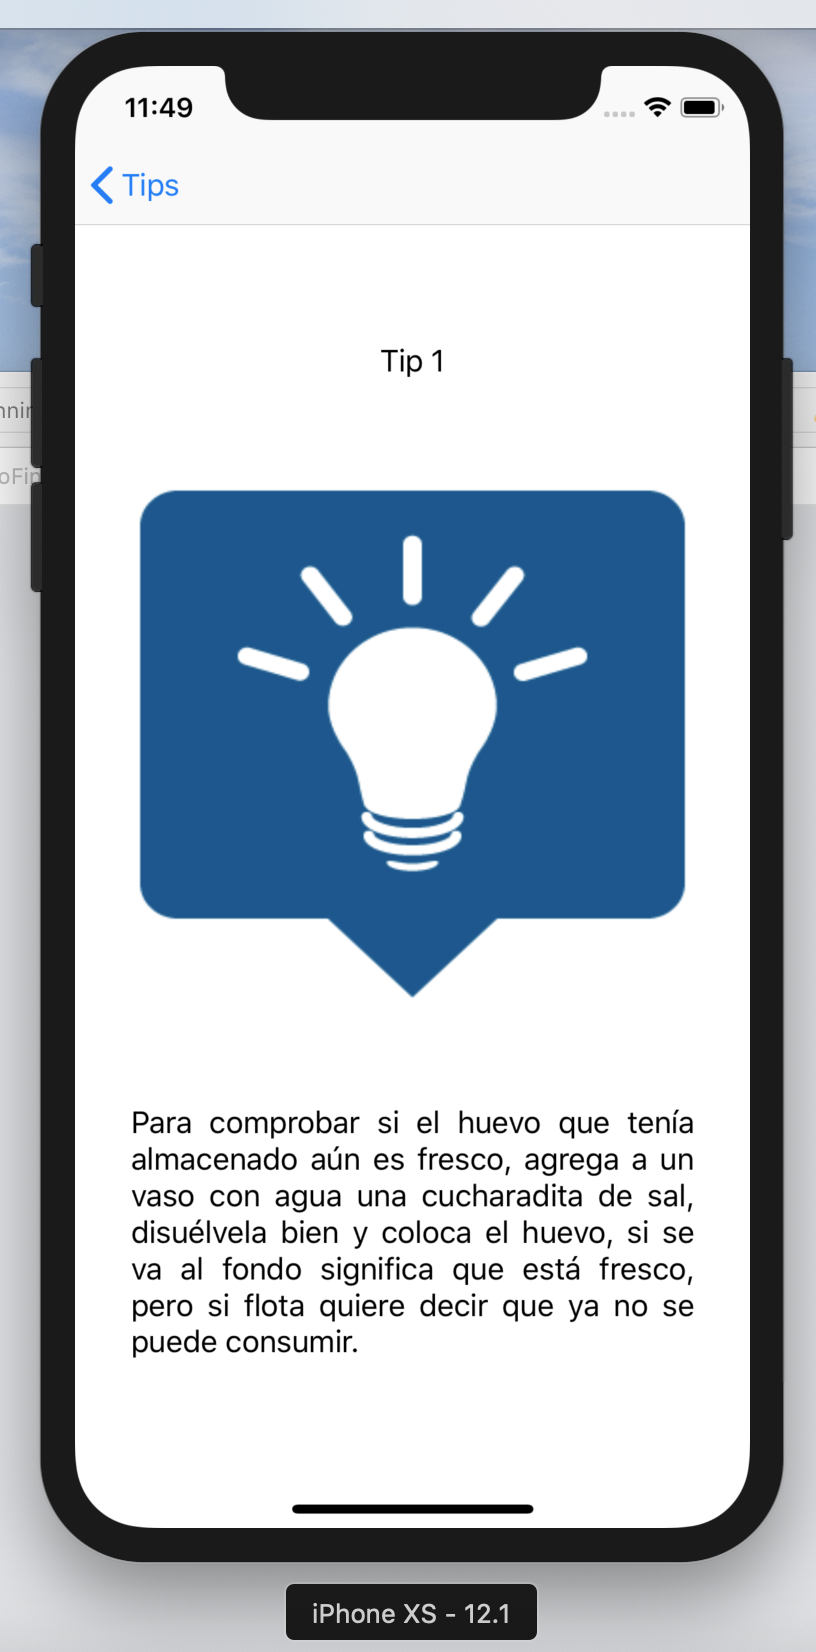 11:49
Tips
Tip 1
Para comprobar si el huevo que tenía
almacenado aún es fresco, agrega a un
vaso con agua una cucharadita de sal,
disuélvela bien y coloca el huevo, si se
va al fondo significa que está fresco,
pero si flota quiere decir que ya no se
puede consumir.
iPhone XS - 12.1